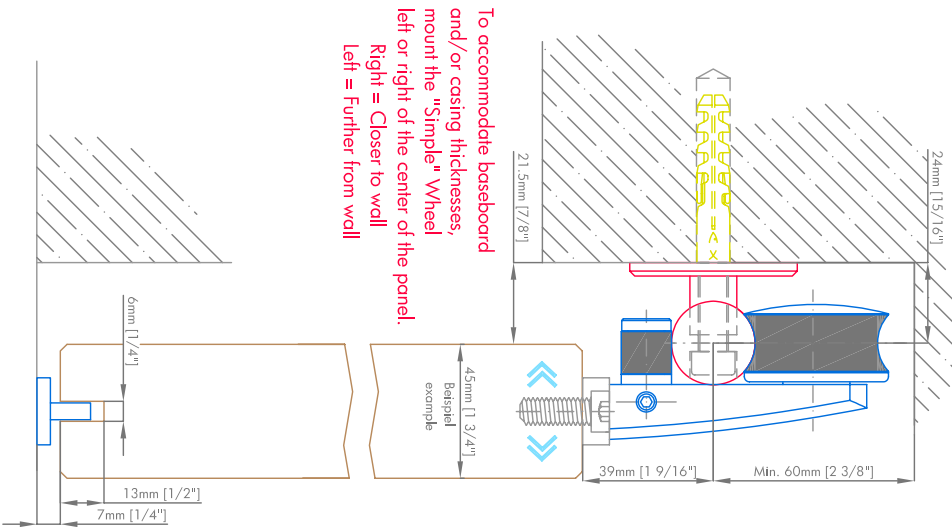 To accommodate baseboard
and/or casing thicknesses,
mount the "Simple" Wheel
left or right of the center of the panel.
Right = Closer to wall
Left = Further from wall
21.5mm [7/8"]
24mm [15/16"]
6mm [1/4"]
45mm [1 3/4"]
Beispiel
example
39mm [1 9/16"]
Min. 60mm [2 3/8"]
13mm [1/2"]
7mm [1/4"]